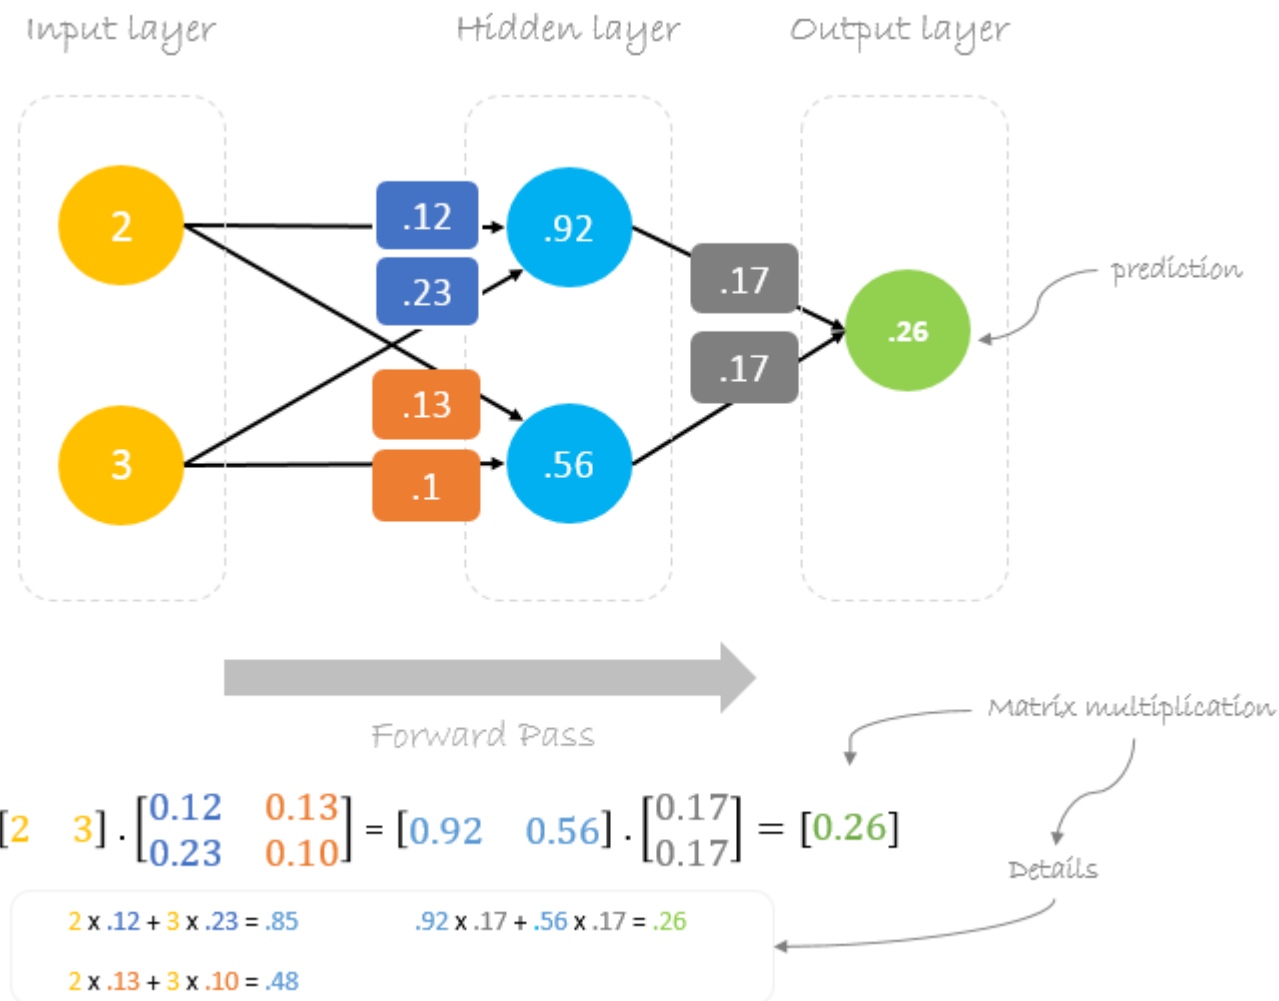 Input layer Hidden layer Output layer
2 .12 .92
.23 .17
prediction
.26
.13 .17
3 .1 .56
Forward Pass
Matrix multiplication
[2 3] . [0.12 0.13
0.23 0.10] = [0.92 0.56] . [0.17
0.17] = [0.26]
Details
2 x .12 + 3 x .23 = .85 .92 x .17 + .56 x .17 = .26
2 x .13 + 3 x .10 = .48